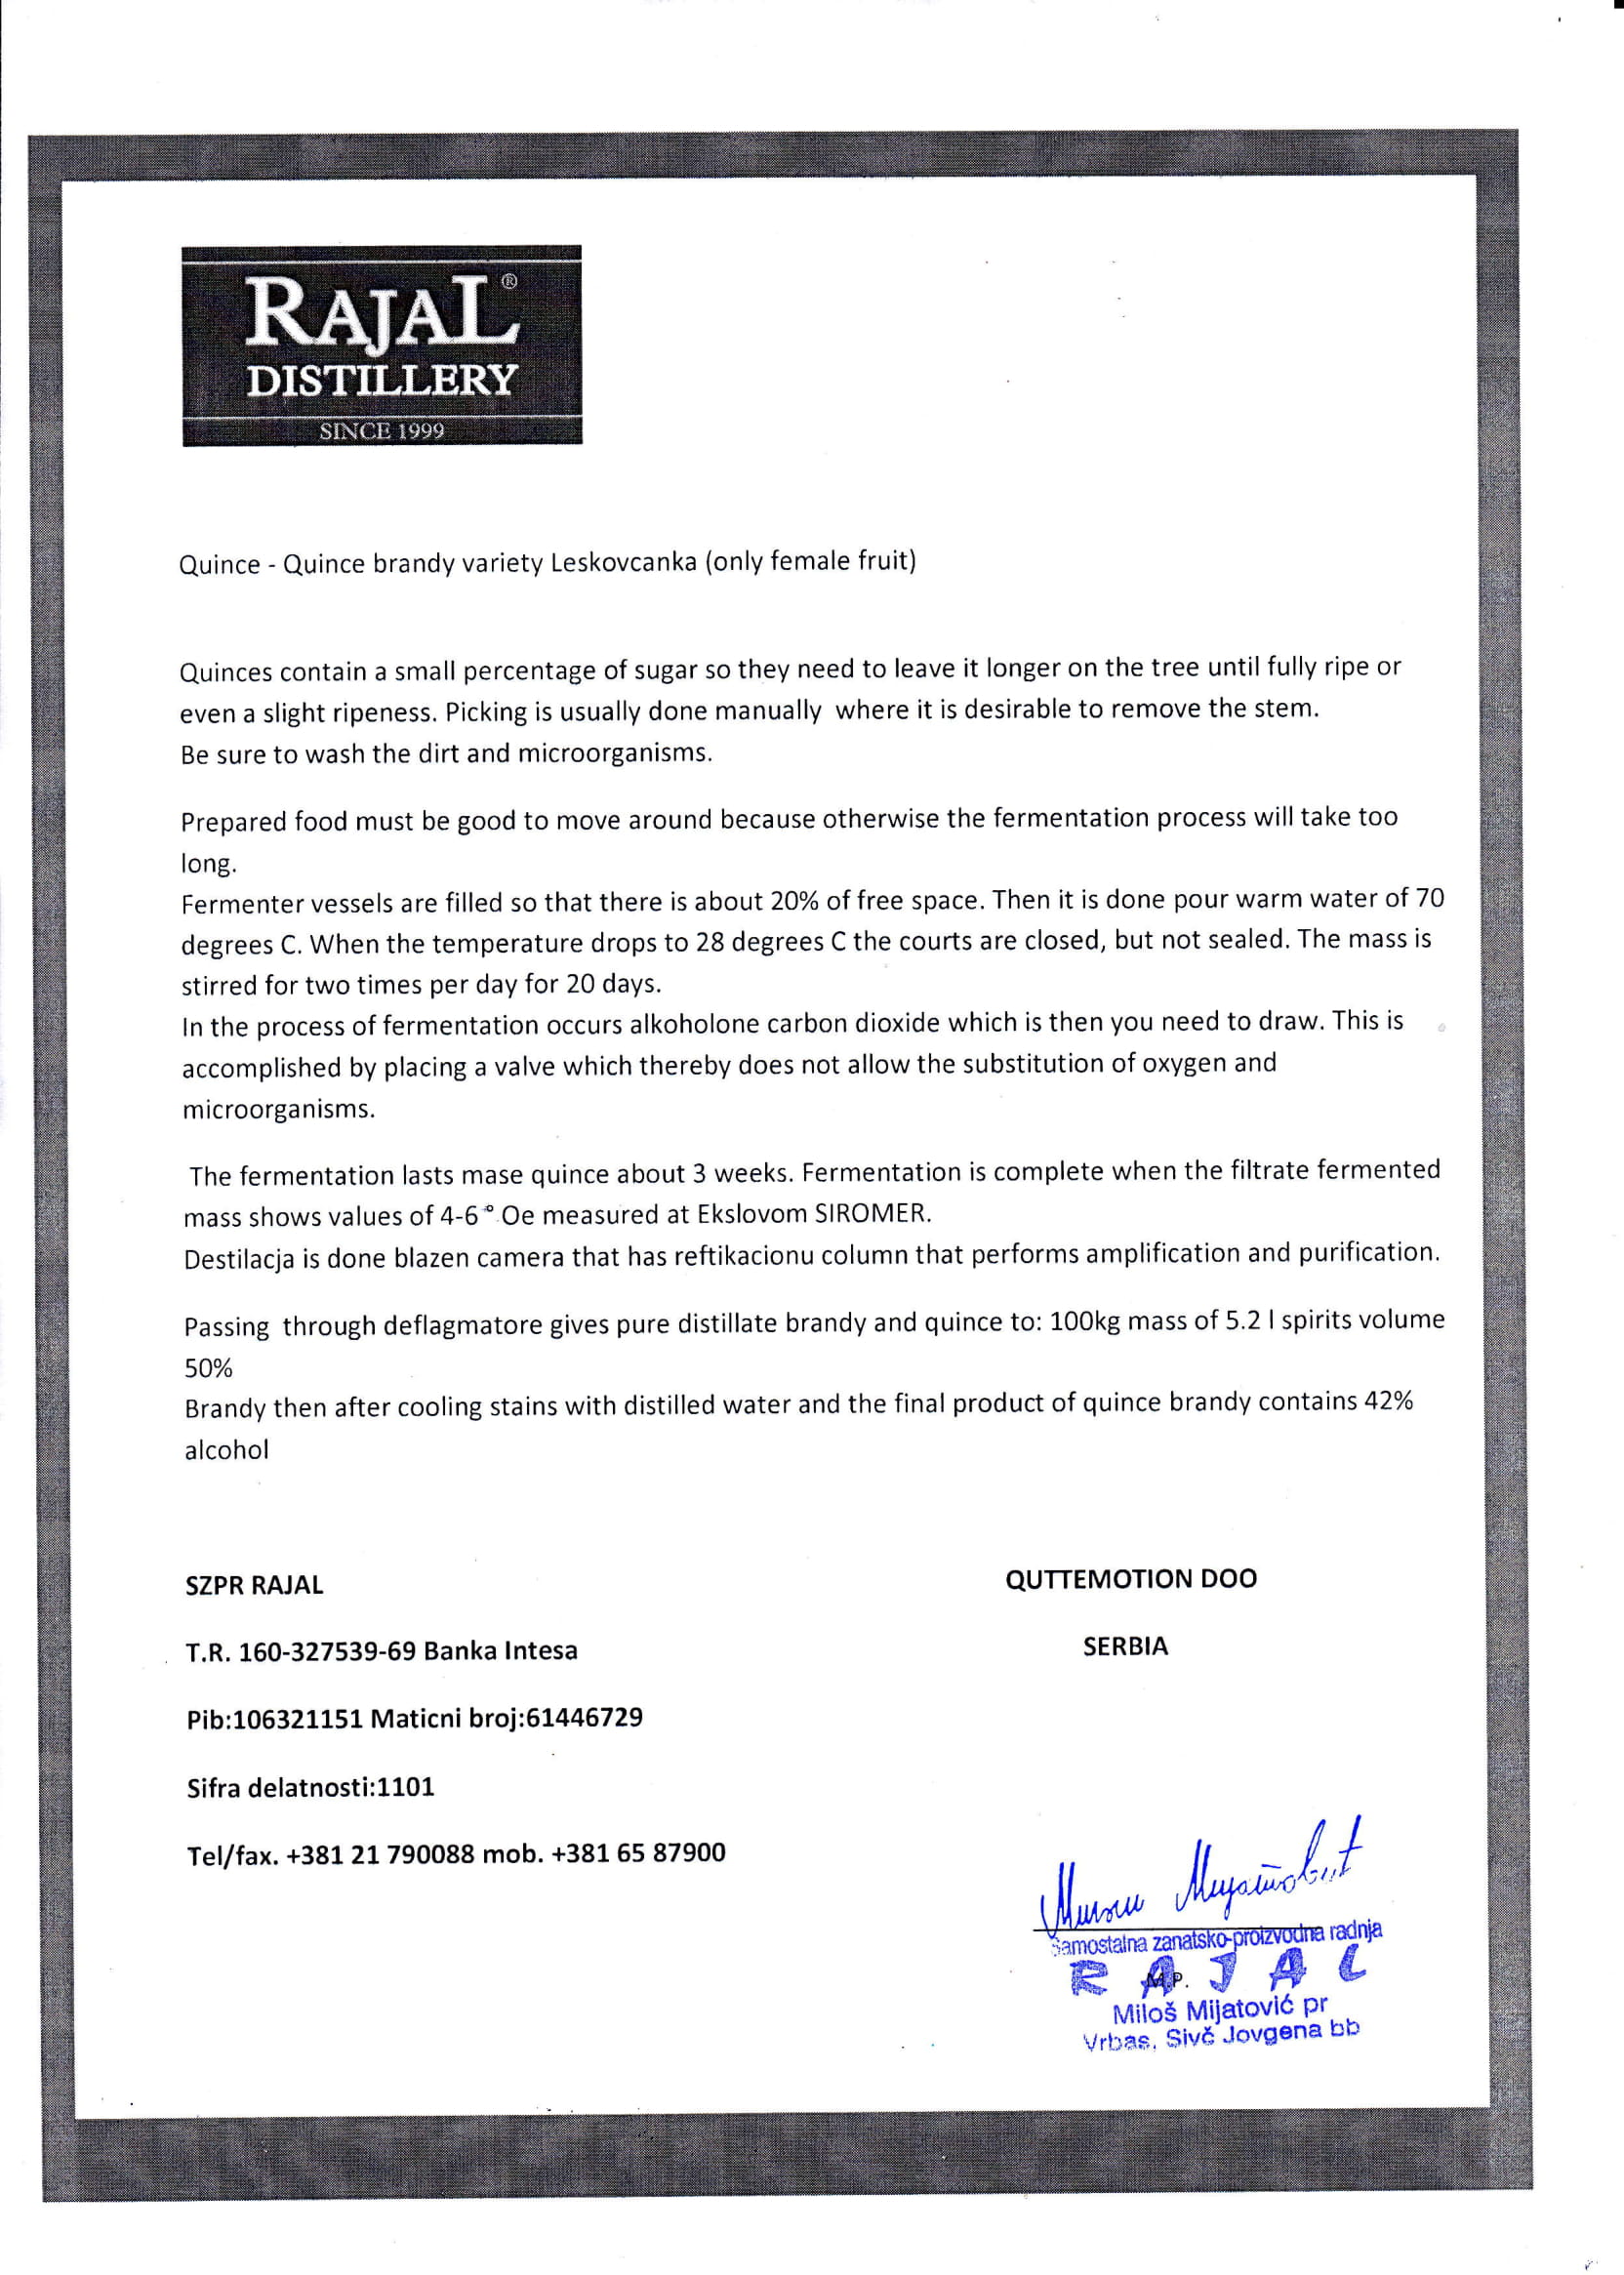 RAJAL®
DISTILLERY
SINCE 1999
Quince - Quince brandy variety Leskovcanka (only female fruit)
Quinces contain a small percentage of sugar so they need to leave it longer on the tree until fully ripe or
even a slight ripeness. Picking is usually done manually  where it is desirable to remove the stem.
Be sure to wash the dirt and microorganisms.
Prepared food must be good to move around because otherwise the fermentation process will take too
long.
Fermenter vessels are filled so that there is about 20% of free space. Then it is done pour warm water of 70
degrees C. When the temperature drops to 28 degrees C the courts are closed, but not sealed. The mass is
stirred for two times per day for 20 days.
In the process of fermentation occurs alkoholone carbon dioxide which is then you need to draw. This is
accomplished by placing a valve which thereby does not allow the substitution of oxygen and
microorganisms.
The fermentation lasts mase quince about 3 weeks. Fermentation is complete when the filtrate fermented
mass shows values of 4-6 ° Oe measured at Ekslovom SIROMER.
Destilacja is done blazen camera that has reftikacionu column that performs amplification and purification.
Passing  through deflagmatore gives pure distillate brandy and quince to: 100kg mass of 5.2 l spirits volume
50%
Brandy then after cooling stains with distilled water and the final product of quince brandy contains 42%
alcohol
SZPR RAJAL
QUTTEMOTION DOO
T.R. 160-327539-69 Banka Intesa
SERBIA
Pib:106321151 Maticni broj:61446729
Sifra delatnosti:1101
Tel/fax. +381 21 790088 mob. +381 65 87900
Samostalna zanatsko-proizvodna radnja
RAJAL
M.P.
Miloš Mijatović pr
Vrbas, Sivč Jovgena bb